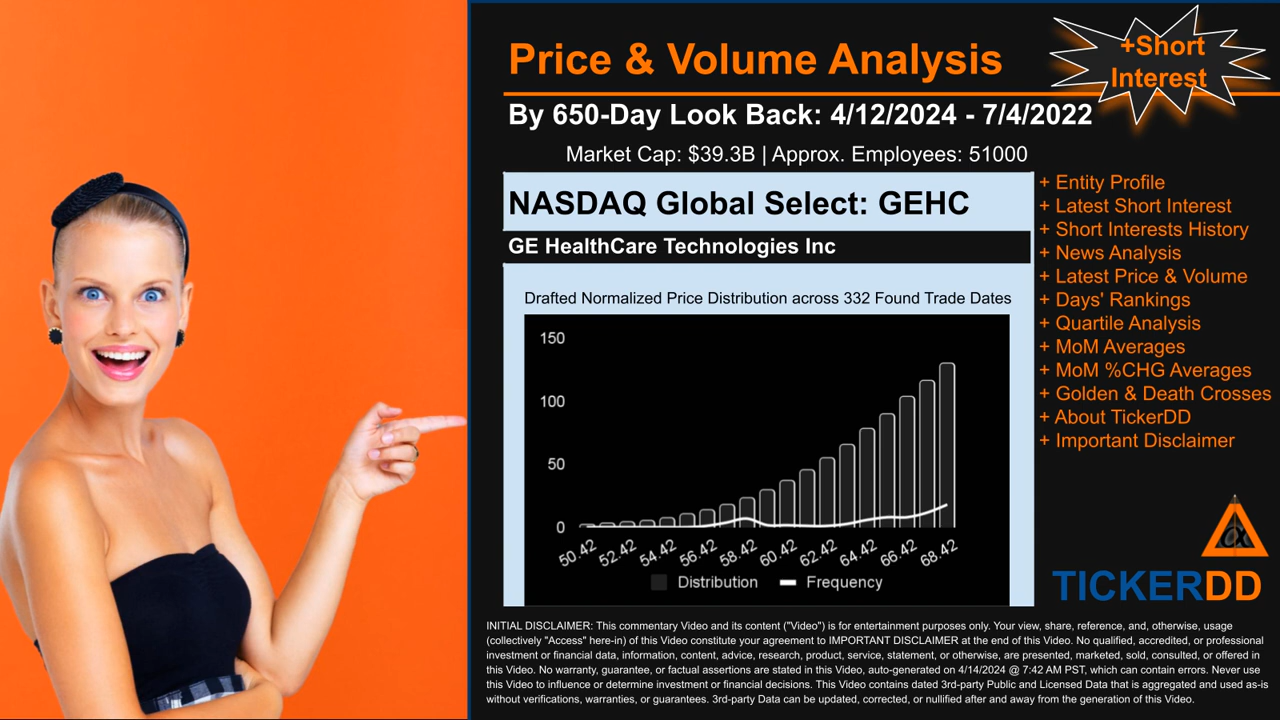 Price & Volume Analysis
+Short
Interest
By 650-Day Look Back: 4/12/2024 - 7/4/2022
Market Cap: $39.3B | Approx. Employees: 51000
NASDAQ Global Select: GEHC
GE HealthCare Technologies Inc
Drafted Normalized Price Distribution across 332 Found Trade Dates
150
100
50
0
50.42 52.42 54.42 56.42 58.42 60.42 62.42 64.42 66.42 68.42
Distribution Frequency
+ Entity Profile
+ Latest Short Interest
+ Short Interests History
+ News Analysis
+ Latest Price & Volume
+ Days' Rankings
+ Quartile Analysis
+ MoM Averages
+ MoM %CHG Averages
+ Golden & Death Crosses
+ About TickerDD
+ Important Disclaimer
TICKERDD
INITIAL DISCLAIMER: This commentary Video and its content ("Video") is for entertainment purposes only. Your view, share, reference, and, otherwise, usage
(collectively "Access" here-in) of this Video constitute your agreement to IMPORTANT DISCLAIMER at the end of this Video. No qualified, accredited, or professional
investment or financial data, information, content, advice, research, product, service, statement, or otherwise, are presented, marketed, sold, consulted, or offered in
this Video. No warranty, guarantee, or factual assertions are stated in this Video, auto-generated on 4/14/2024 @ 7:42 AM PST, which can contain errors. Never use
this Video to influence or determine investment or financial decisions. This Video contains dated 3rd-party Public and Licensed Data that is aggregated and used as-is
without verifications, warranties, or guarantees. 3rd-party Data can be updated, corrected, or nullified after and away from the generation of this Video.